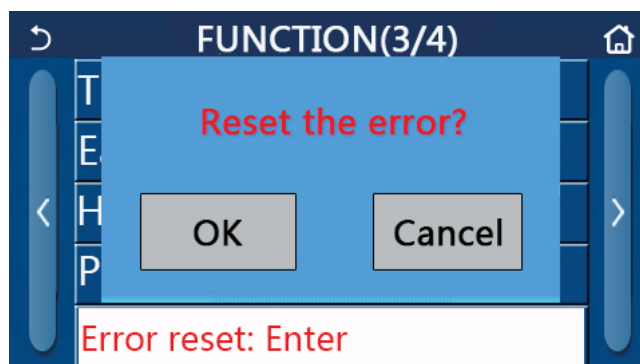 FUNCTION(3/4)
Reset the error?
OK
Cancel
Error reset: Enter